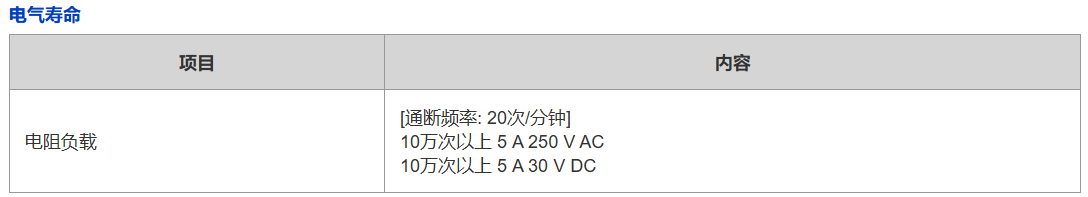 电气寿命
项目
内容
电阻负载
[通断频率: 20次/分钟]
10万次以上 5 A 250 V AC
10万次以上 5 A 30 V DC